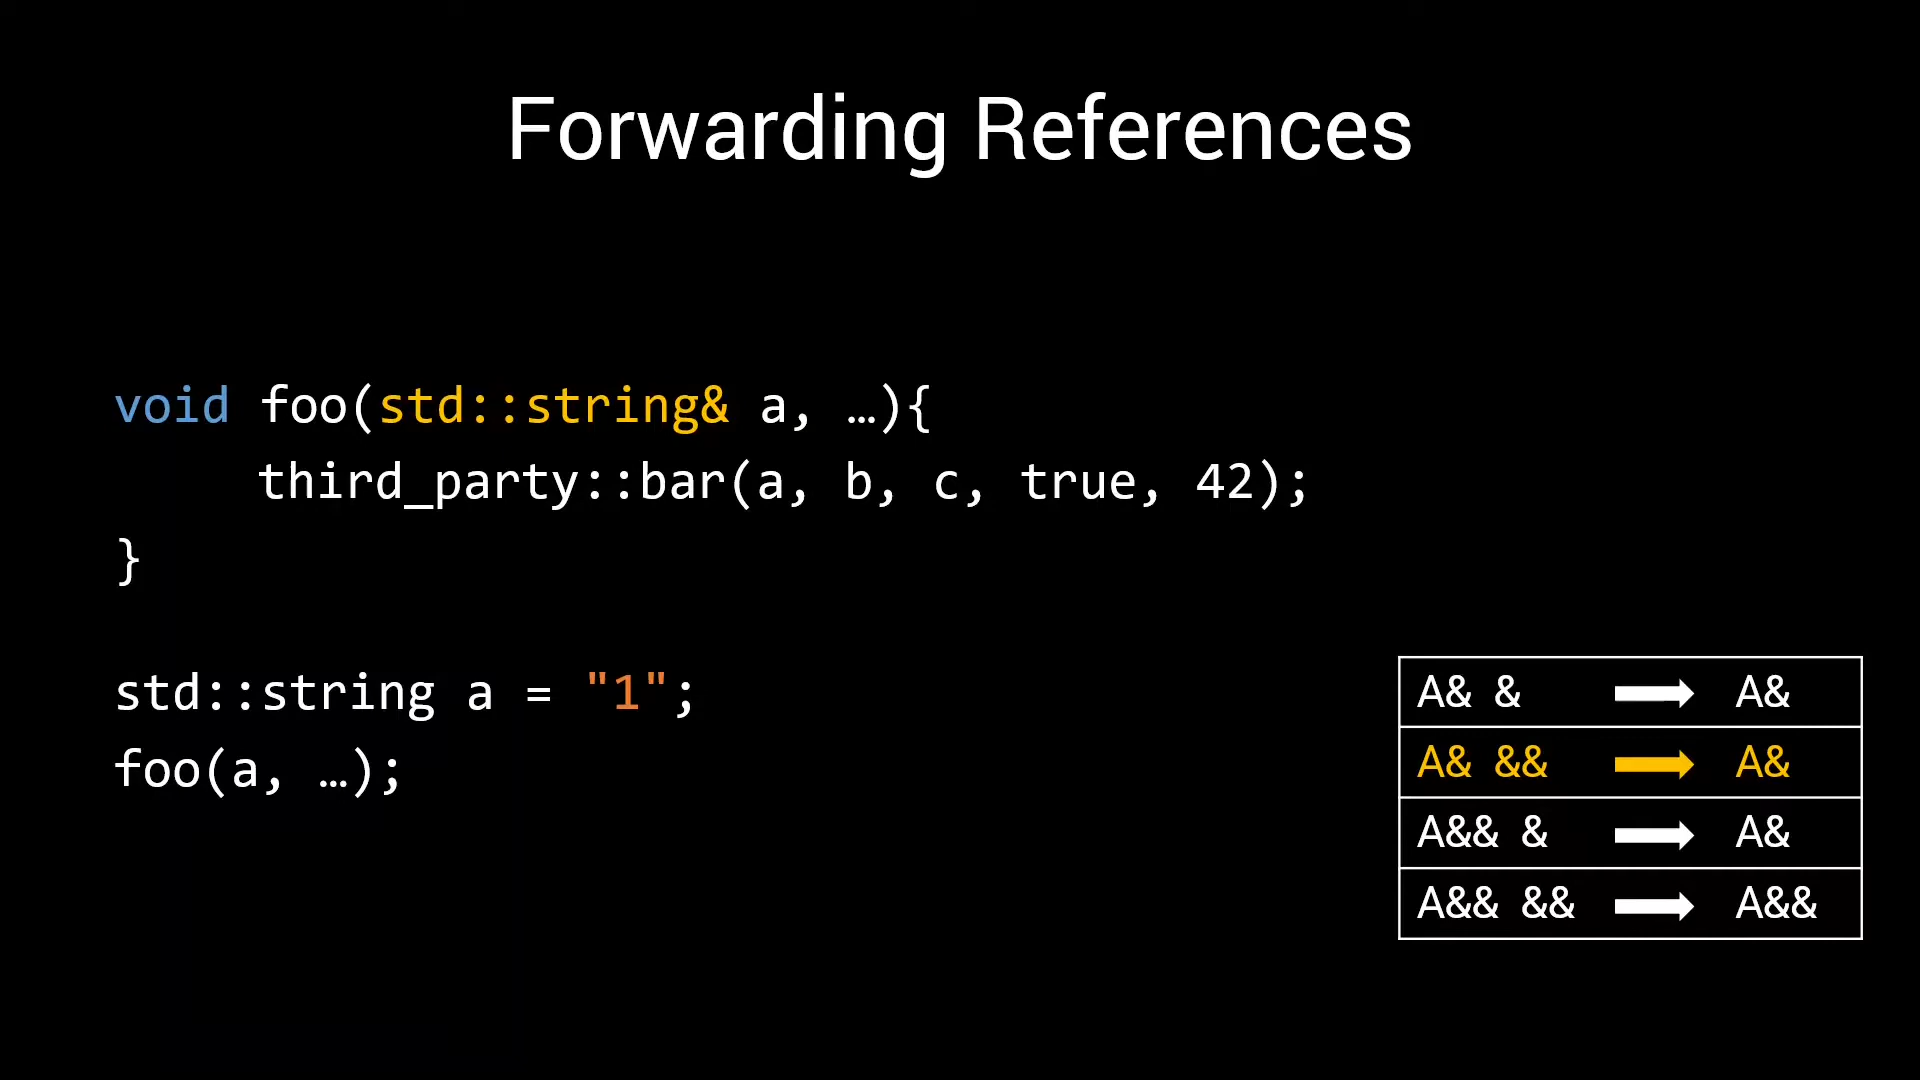 Forwarding References
void foo(std::string& a, …){
third_party::bar(a, b, c, true, 42);
}
std::string a = "1";
foo(a, …);
A& & → A&
A& && → A&
A&& & → A&
A&& && → A&&